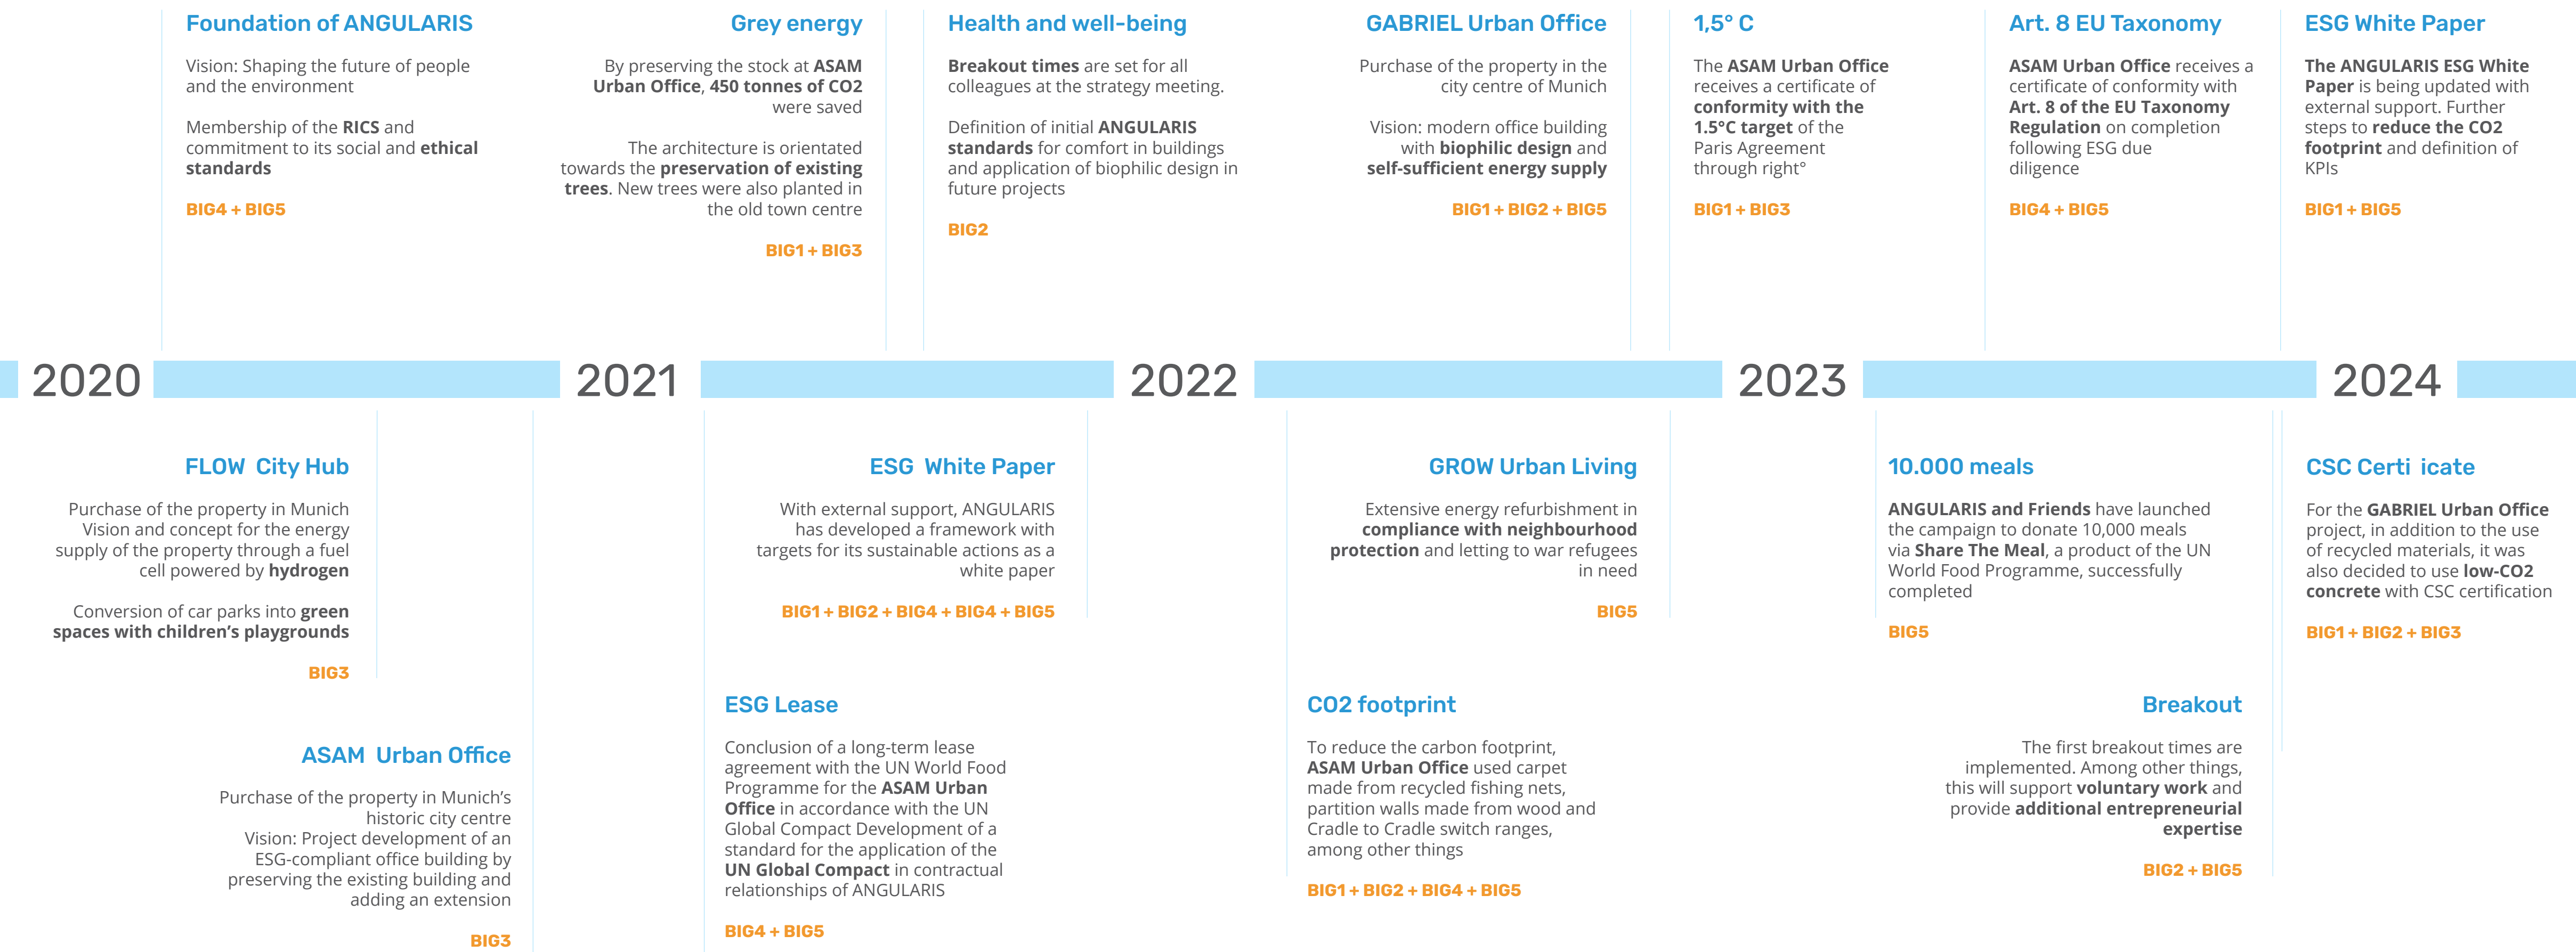 Foundation of ANGULARIS
Vision: Shaping the future of people
and the environment
Membership of the RICS and
commitment to its social and ethical
standards
BIG4 + BIG5
Grey energy
By preserving the stock at ASAM
Urban Office, 450 tonnes of CO2
were saved
The architecture is orientated
towards the preservation of existing
trees. New trees were also planted in
the old town centre
BIG1 + BIG3
Health and well-being
Breakout times are set for all
colleagues at the strategy meeting.
Definition of initial ANGULARIS
standards for comfort in buildings
and application of biophilic design in
future projects
BIG2
GABRIEL Urban Office
Purchase of the property in the
city centre of Munich
Vision: modern office building
with biophilic design and
self-sufficient energy supply
BIG1 + BIG2 + BIG5
1,5° C
The ASAM Urban Office
receives a certificate of
conformity with the
1.5°C target of the
Paris Agreement
through right°
BIG1 + BIG3
Art. 8 EU Taxonomy
ASAM Urban Office receives a
certificate of conformity with
Art. 8 of the EU Taxonomy
Regulation on completion
following ESG due
diligence
BIG4 + BIG5
ESG White Paper
The ANGULARIS ESG White
Paper is being updated with
external support. Further
steps to reduce the CO2
footprint and definition of
KPIs
BIG1 + BIG5
2020
2021
2022
2023
2024
FLOW City Hub
Purchase of the property in Munich
Vision and concept for the energy
supply of the property through a fuel
cell powered by hydrogen
Conversion of car parks into green
spaces with children’s playgrounds
BIG3
ASAM Urban Office
Purchase of the property in Munich’s
historic city centre
Vision: Project development of an
ESG-compliant office building by
preserving the existing building and
adding an extension
BIG3
ESG White Paper
With external support, ANGULARIS
has developed a framework with
targets for its sustainable actions as a
white paper
BIG1 + BIG2 + BIG4 + BIG4 + BIG5
ESG Lease
Conclusion of a long-term lease
agreement with the UN World Food
Programme for the ASAM Urban
Office in accordance with the UN
Global Compact Development of a
standard for the application of the
UN Global Compact in contractual
relationships of ANGULARIS
BIG4 + BIG5
GROW Urban Living
Extensive energy refurbishment in
compliance with neighbourhood
protection and letting to war refugees
in need
BIG5
CO2 footprint
To reduce the carbon footprint,
ASAM Urban Office used carpet
made from recycled fishing nets,
partition walls made from wood and
Cradle to Cradle switch ranges,
among other things
BIG1 + BIG2 + BIG4 + BIG5
10.000 meals
ANGULARIS and Friends have launched
the campaign to donate 10,000 meals
via Share The Meal, a product of the UN
World Food Programme, successfully
completed
BIG5
Breakout
The first breakout times are
implemented. Among other things,
this will support voluntary work and
provide additional entrepreneurial
expertise
BIG2 + BIG5
CSC Certi icate
For the GABRIEL Urban Office
project, in addition to the use
of recycled materials, it was
also decided to use low-CO2
concrete with CSC certification
BIG1 + BIG2 + BIG3